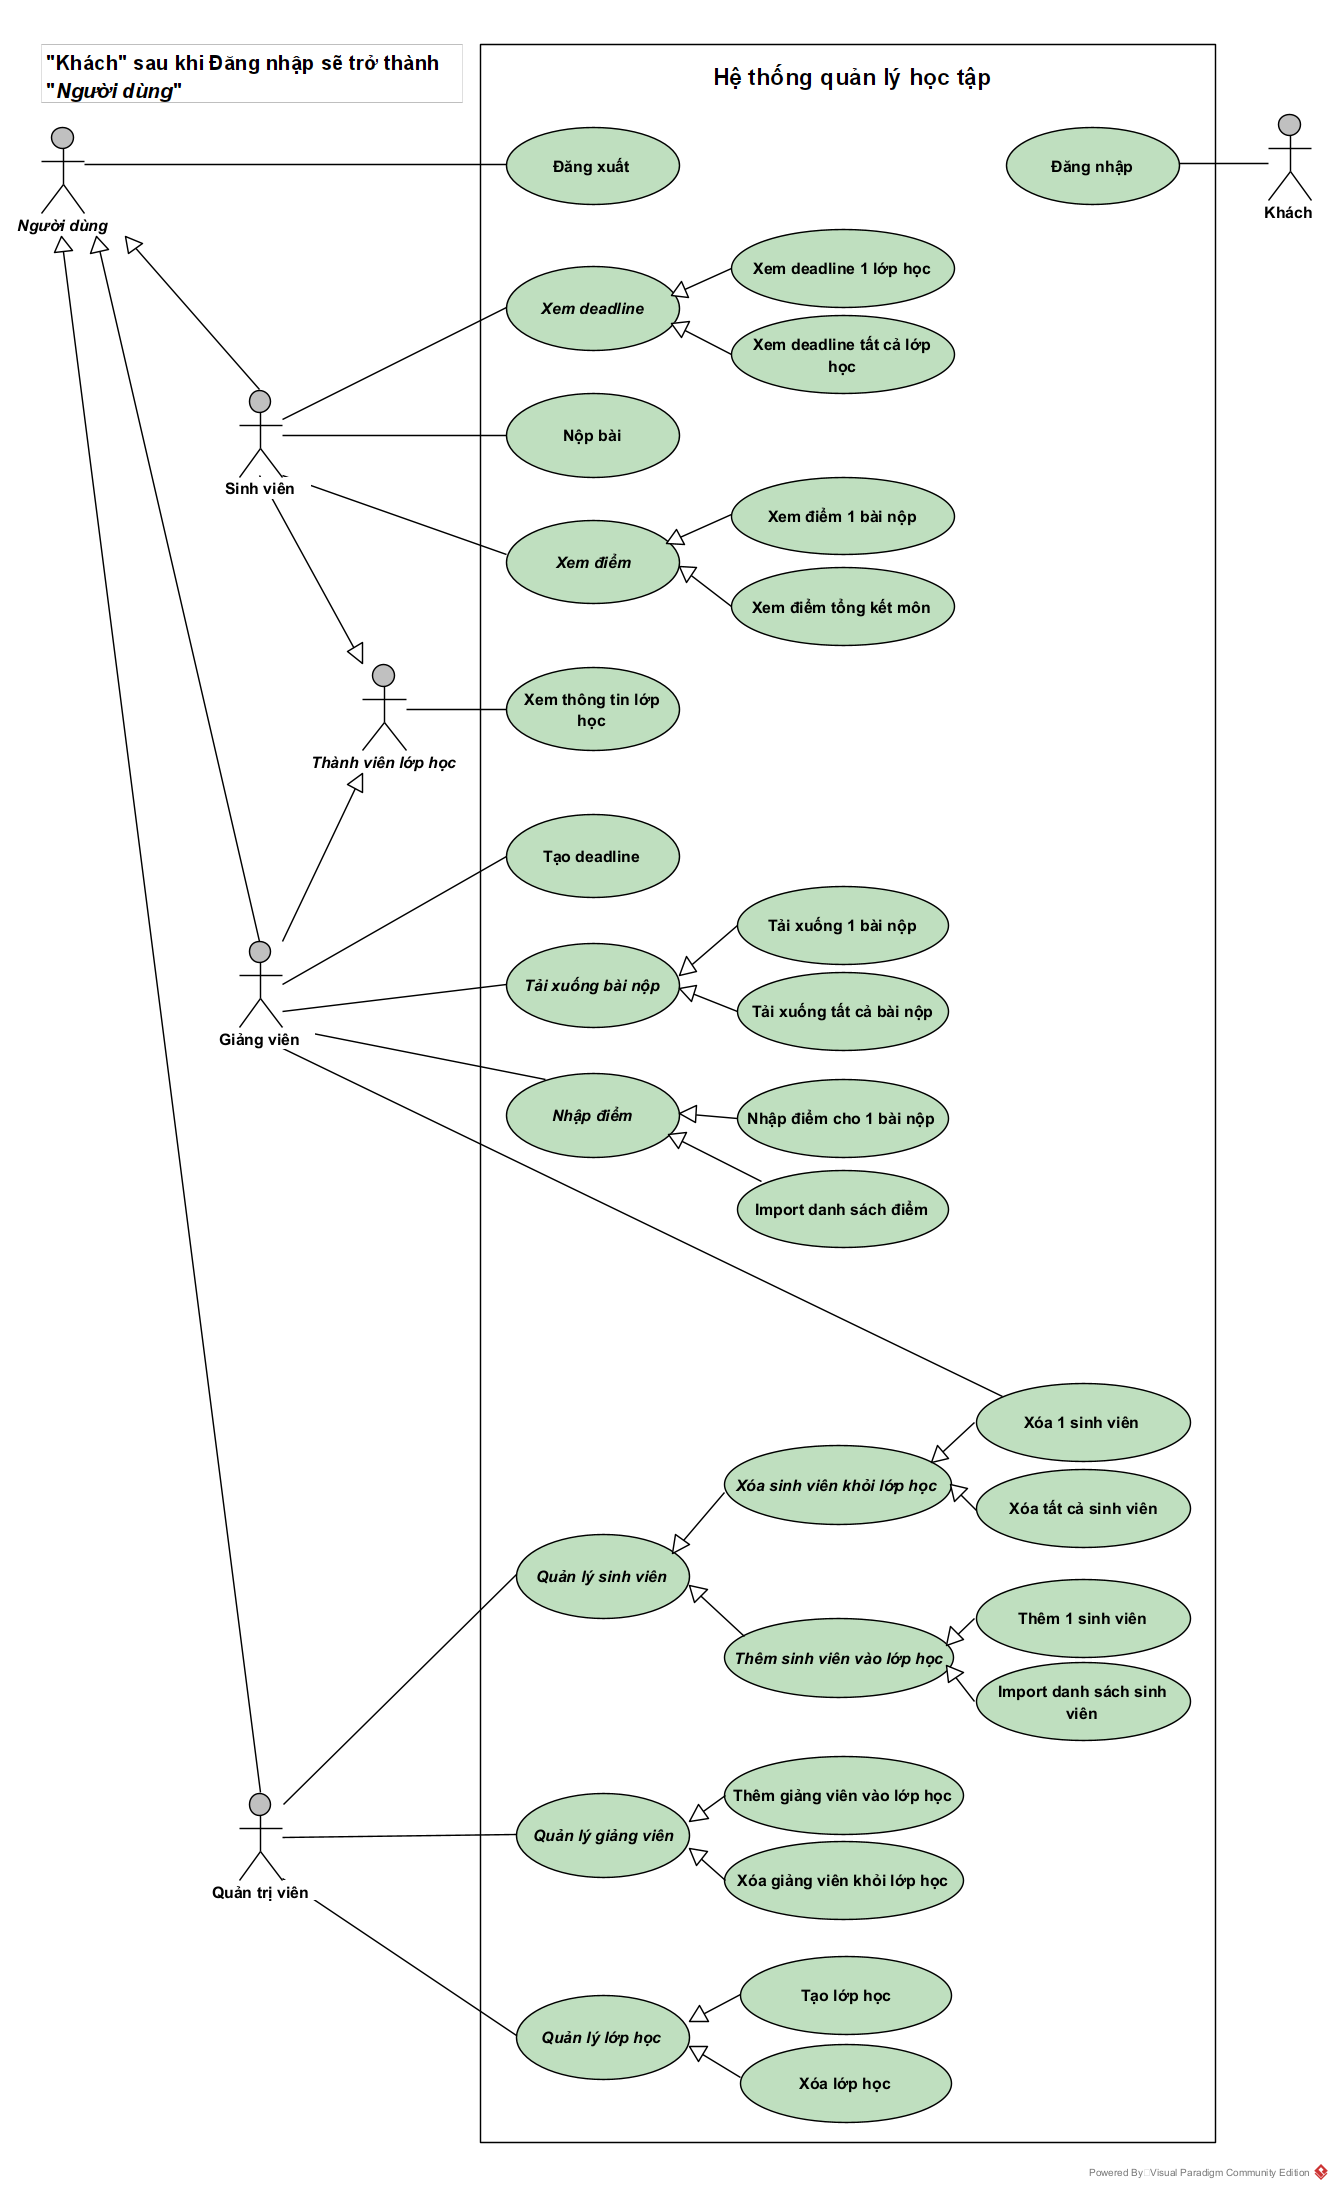 "Khách" sau khi Đăng nhập sẽ trở thành
"Người dùng"
Hệ thống quản lý học tập
Đăng xuất
Đăng nhập
Khách
Người dùng
Xem deadline 1 lớp học
Xem deadline
Xem deadline tất cả lớp
học
Nộp bài
Sinh viên
Xem điểm 1 bài nộp
Xem điểm
Xem điểm tổng kết môn
Xem thông tin lớp
học
Thành viên lớp học
Tạo deadline
Tải xuống 1 bài nộp
Tải xuống bài nộp
Tải xuống tất cả bài nộp
Giảng viên
Nhập điểm
Nhập điểm cho 1 bài nộp
Import danh sách điểm
Xóa 1 sinh viên
Xóa sinh viên khỏi lớp học
Xóa tất cả sinh viên
Quản lý sinh viên
Thêm 1 sinh viên
Thêm sinh viên vào lớp học
Import danh sách sinh
viên
Thêm giảng viên vào lớp học
Quản lý giảng viên
Xóa giảng viên khỏi lớp học
Quản trị viên
Tạo lớp học
Quản lý lớp học
Xóa lớp học
Powered By Visual Paradigm Community Edition